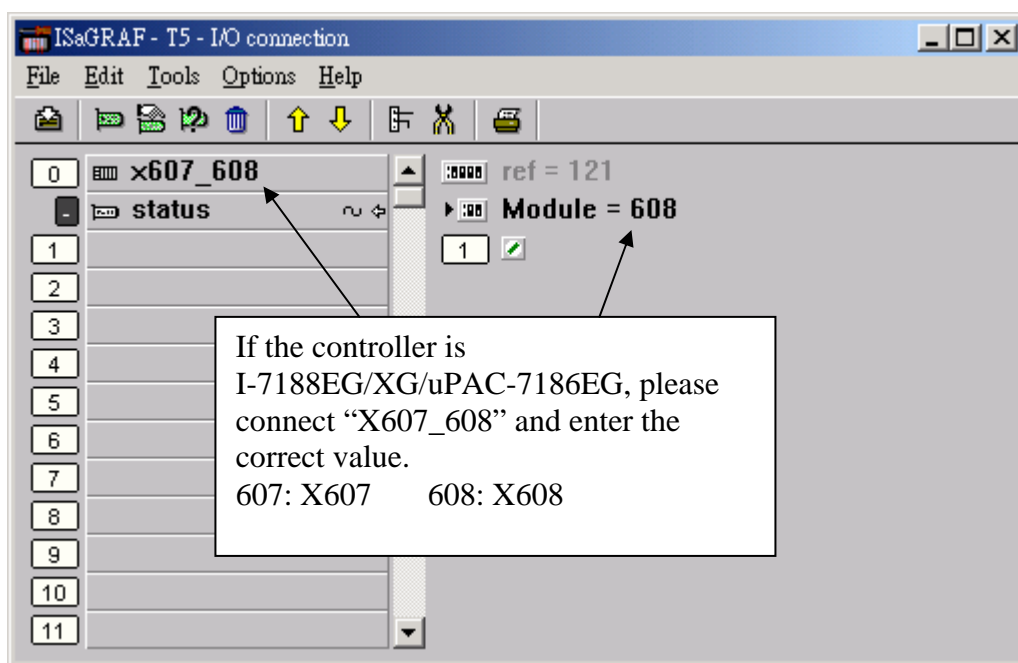 ISaGRAF - T5 - I/O connection
File Edit Tools Options Help
0 x607_608
- status
1
2
3
4
5
6
7
8
9
10
11
ref = 121
Module = 608
1
If the controller is
I-7188EG/XG/uPAC-7186EG, please
connect “X607_608” and enter the
correct value.
607: X607 608: X608